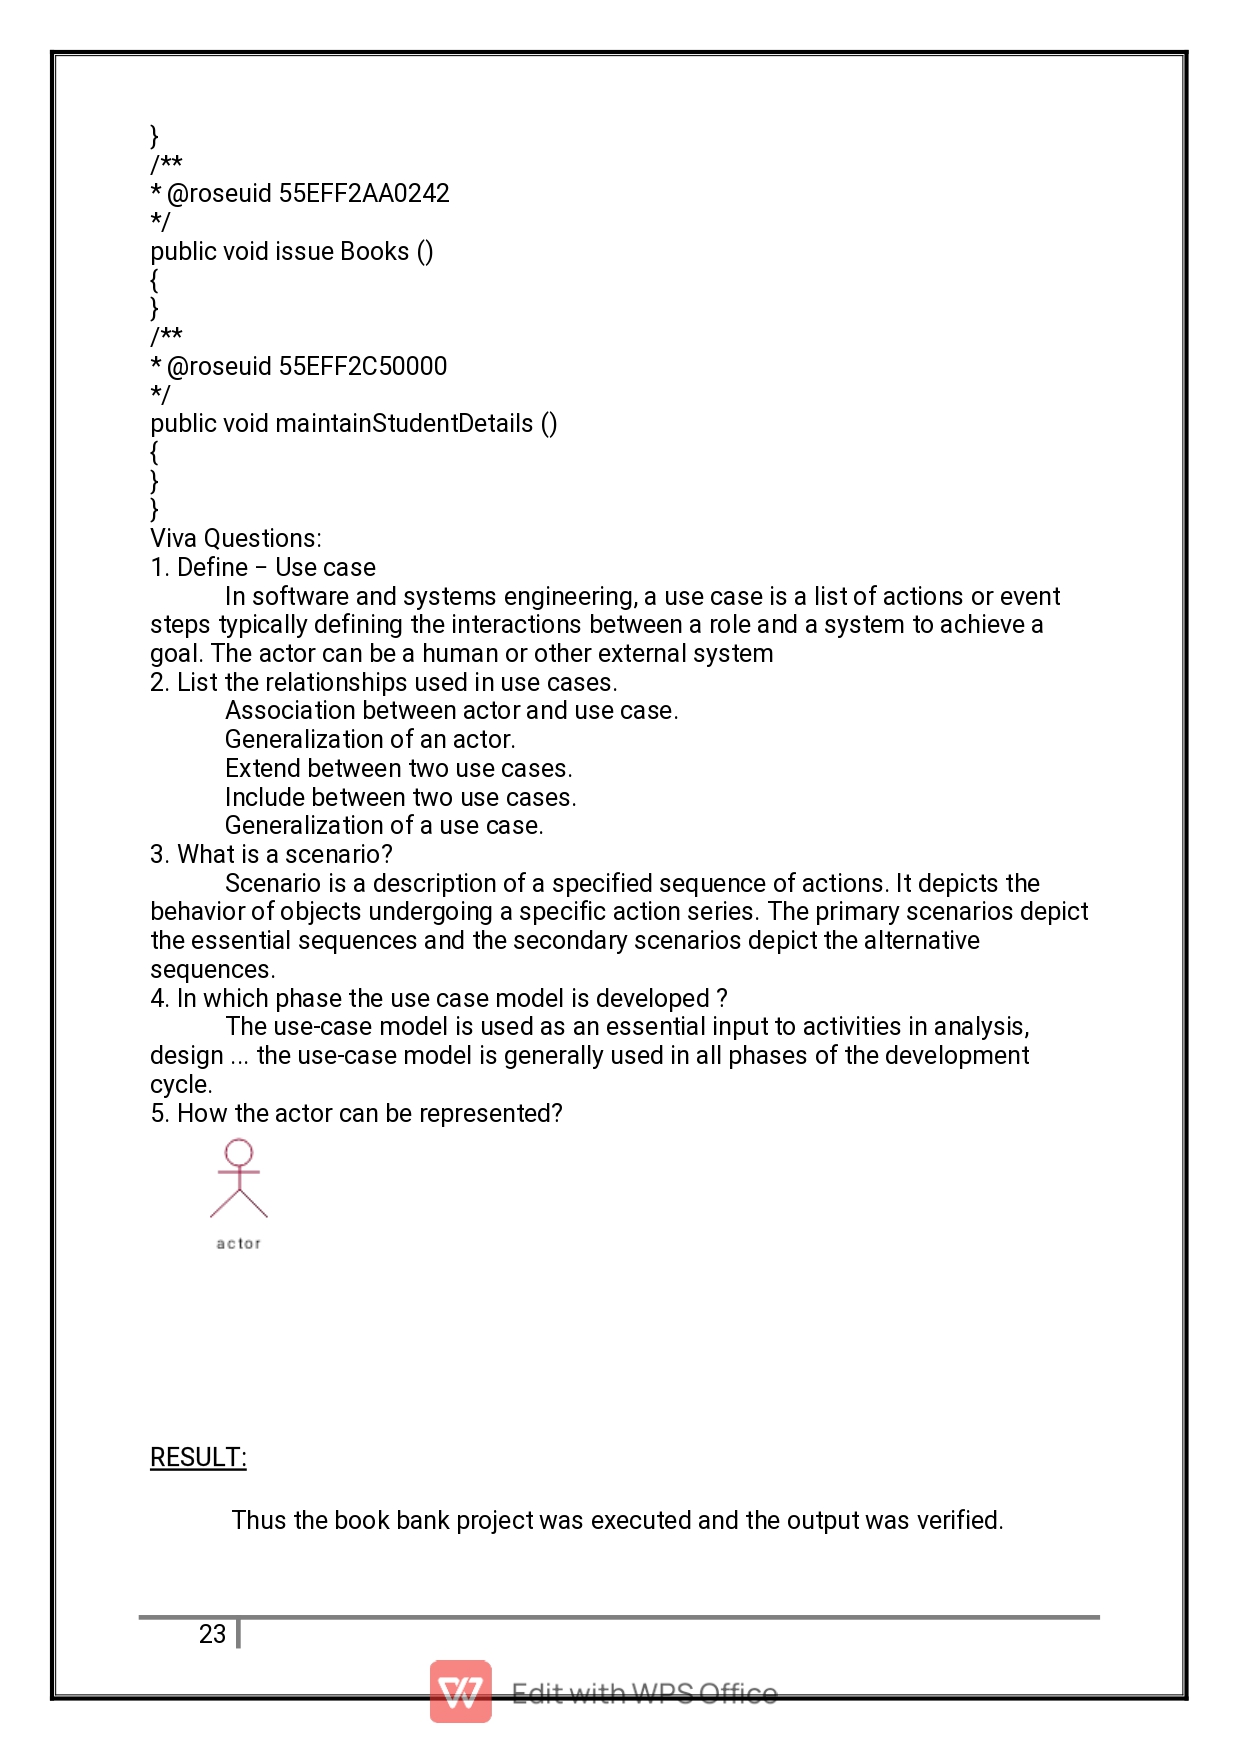 }
/**
* @roseuid 55EFF2AA0242
*/
public void issue Books ()
{
}
/**
* @roseuid 55EFF2C50000
*/
public void maintainStudentDetails ()
{
}
}
Viva Questions:
1. Define – Use case
In software and systems engineering, a use case is a list of actions or event
steps typically defining the interactions between a role and a system to achieve a
goal. The actor can be a human or other external system
2. List the relationships used in use cases.
Association between actor and use case.
Generalization of an actor.
Extend between two use cases.
Include between two use cases.
Generalization of a use case.
3. What is a scenario?
Scenario is a description of a specified sequence of actions. It depicts the
behavior of objects undergoing a specific action series. The primary scenarios depict
the essential sequences and the secondary scenarios depict the alternative
sequences.
4. In which phase the use case model is developed ?
The use-case model is used as an essential input to activities in analysis,
design ... the use-case model is generally used in all phases of the development
cycle.
5. How the actor can be represented?
actor
RESULT:
Thus the book bank project was executed and the output was verified.
23
Edit with WPS Office